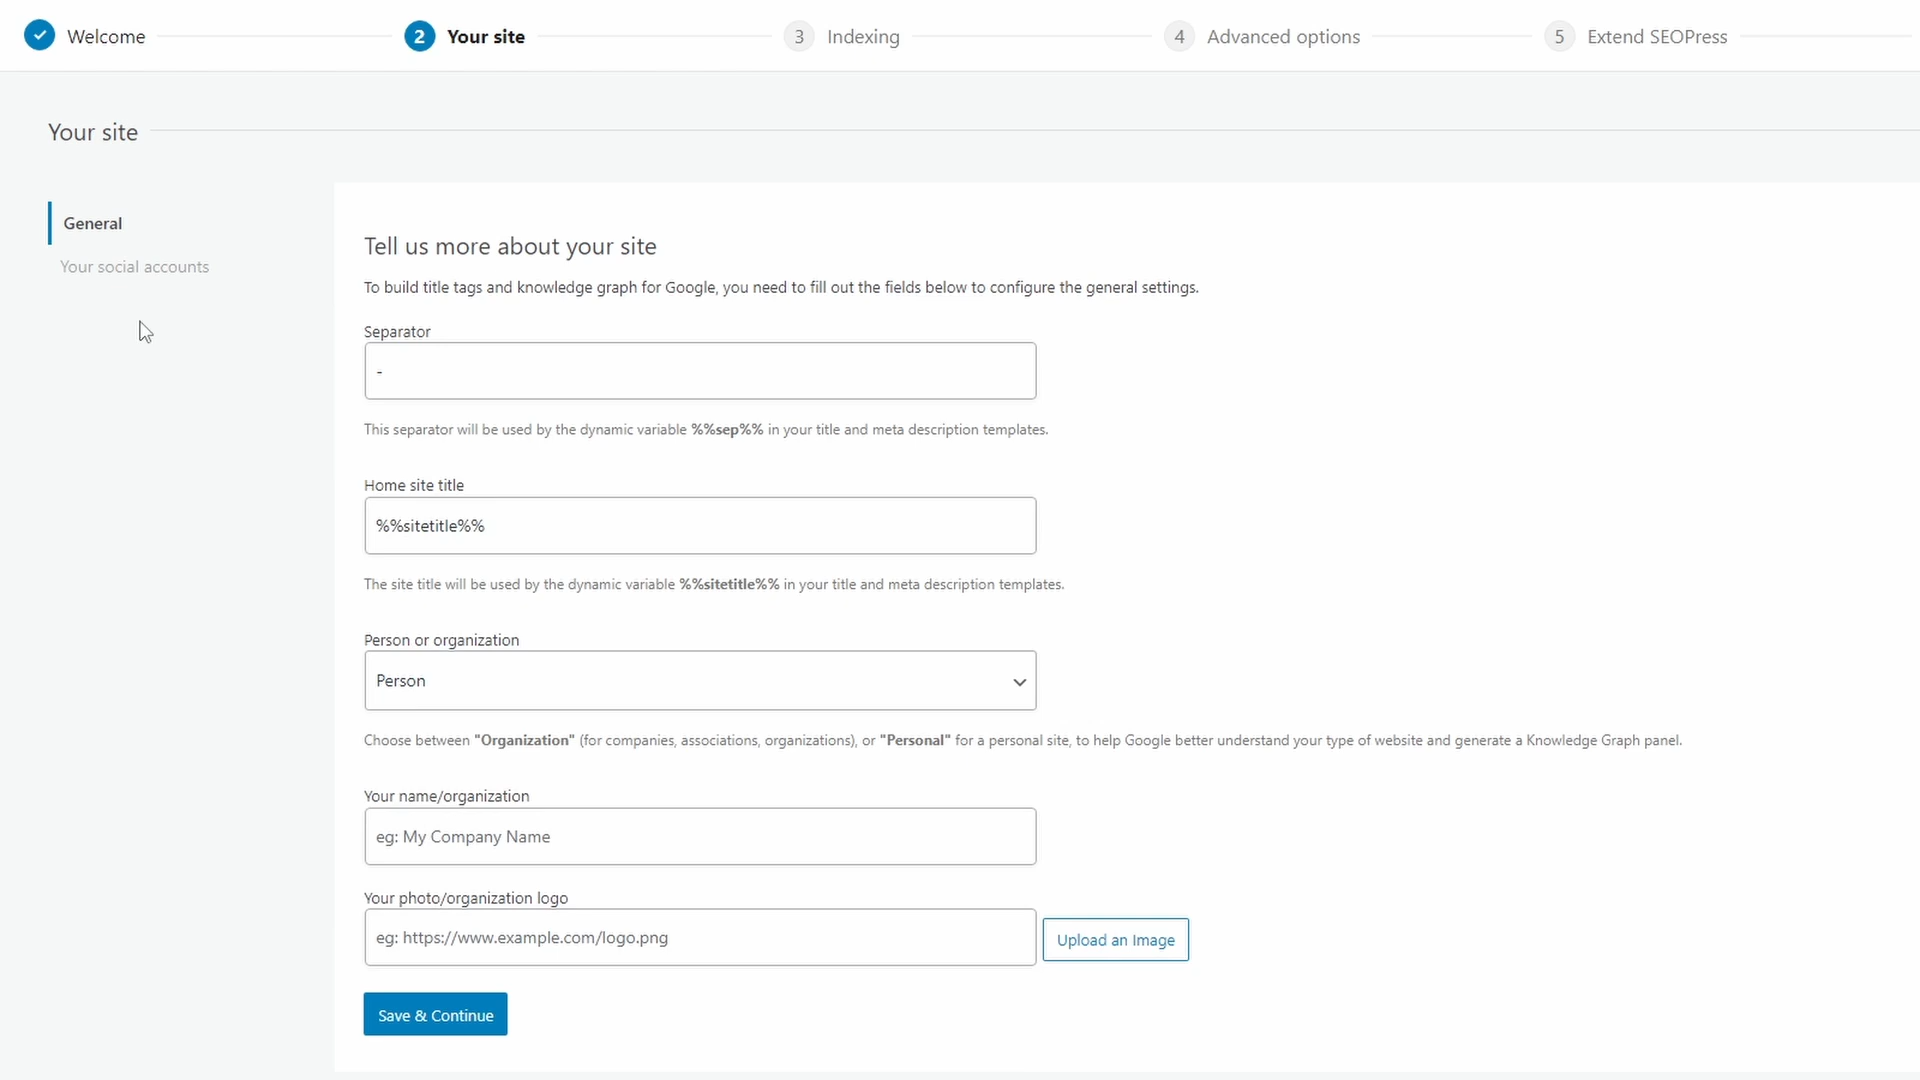 Welcome
2 Your site
3 Indexing
4 Advanced options
5 Extend SEOPress
Your site
General
Your social accounts
Tell us more about your site
To build title tags and knowledge graph for Google, you need to fill out the fields below to configure the general settings.
Separator
-
This separator will be used by the dynamic variable %%sep%% in your title and meta description templates.
Home site title
%%sitetitle%%
The site title will be used by the dynamic variable %%sitetitle%% in your title and meta description templates.
Person or organization
Person
Choose between "Organization" (for companies, associations, organizations), or "Personal" for a personal site, to help Google better understand your type of website and generate a Knowledge Graph panel.
Your name/organization
eg: My Company Name
Your photo/organization logo
eg: https://www.example.com/logo.png
Upload an Image
Save & Continue